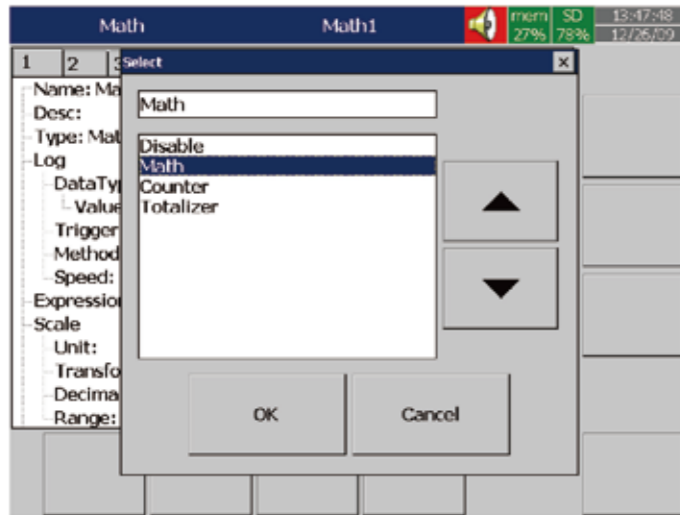 Math Math1 mem 27% SD 78% 13:47:48 12/26/09
1 2 3
Select
Name: Ma
Desc:
Type: Mat
Log
DataTyp
Value
Trigger
Method
Speed:
Expression
Scale
Unit:
Transfo
Decima
Range:
Math
Disable
Math
Counter
Totalizer
OK Cancel